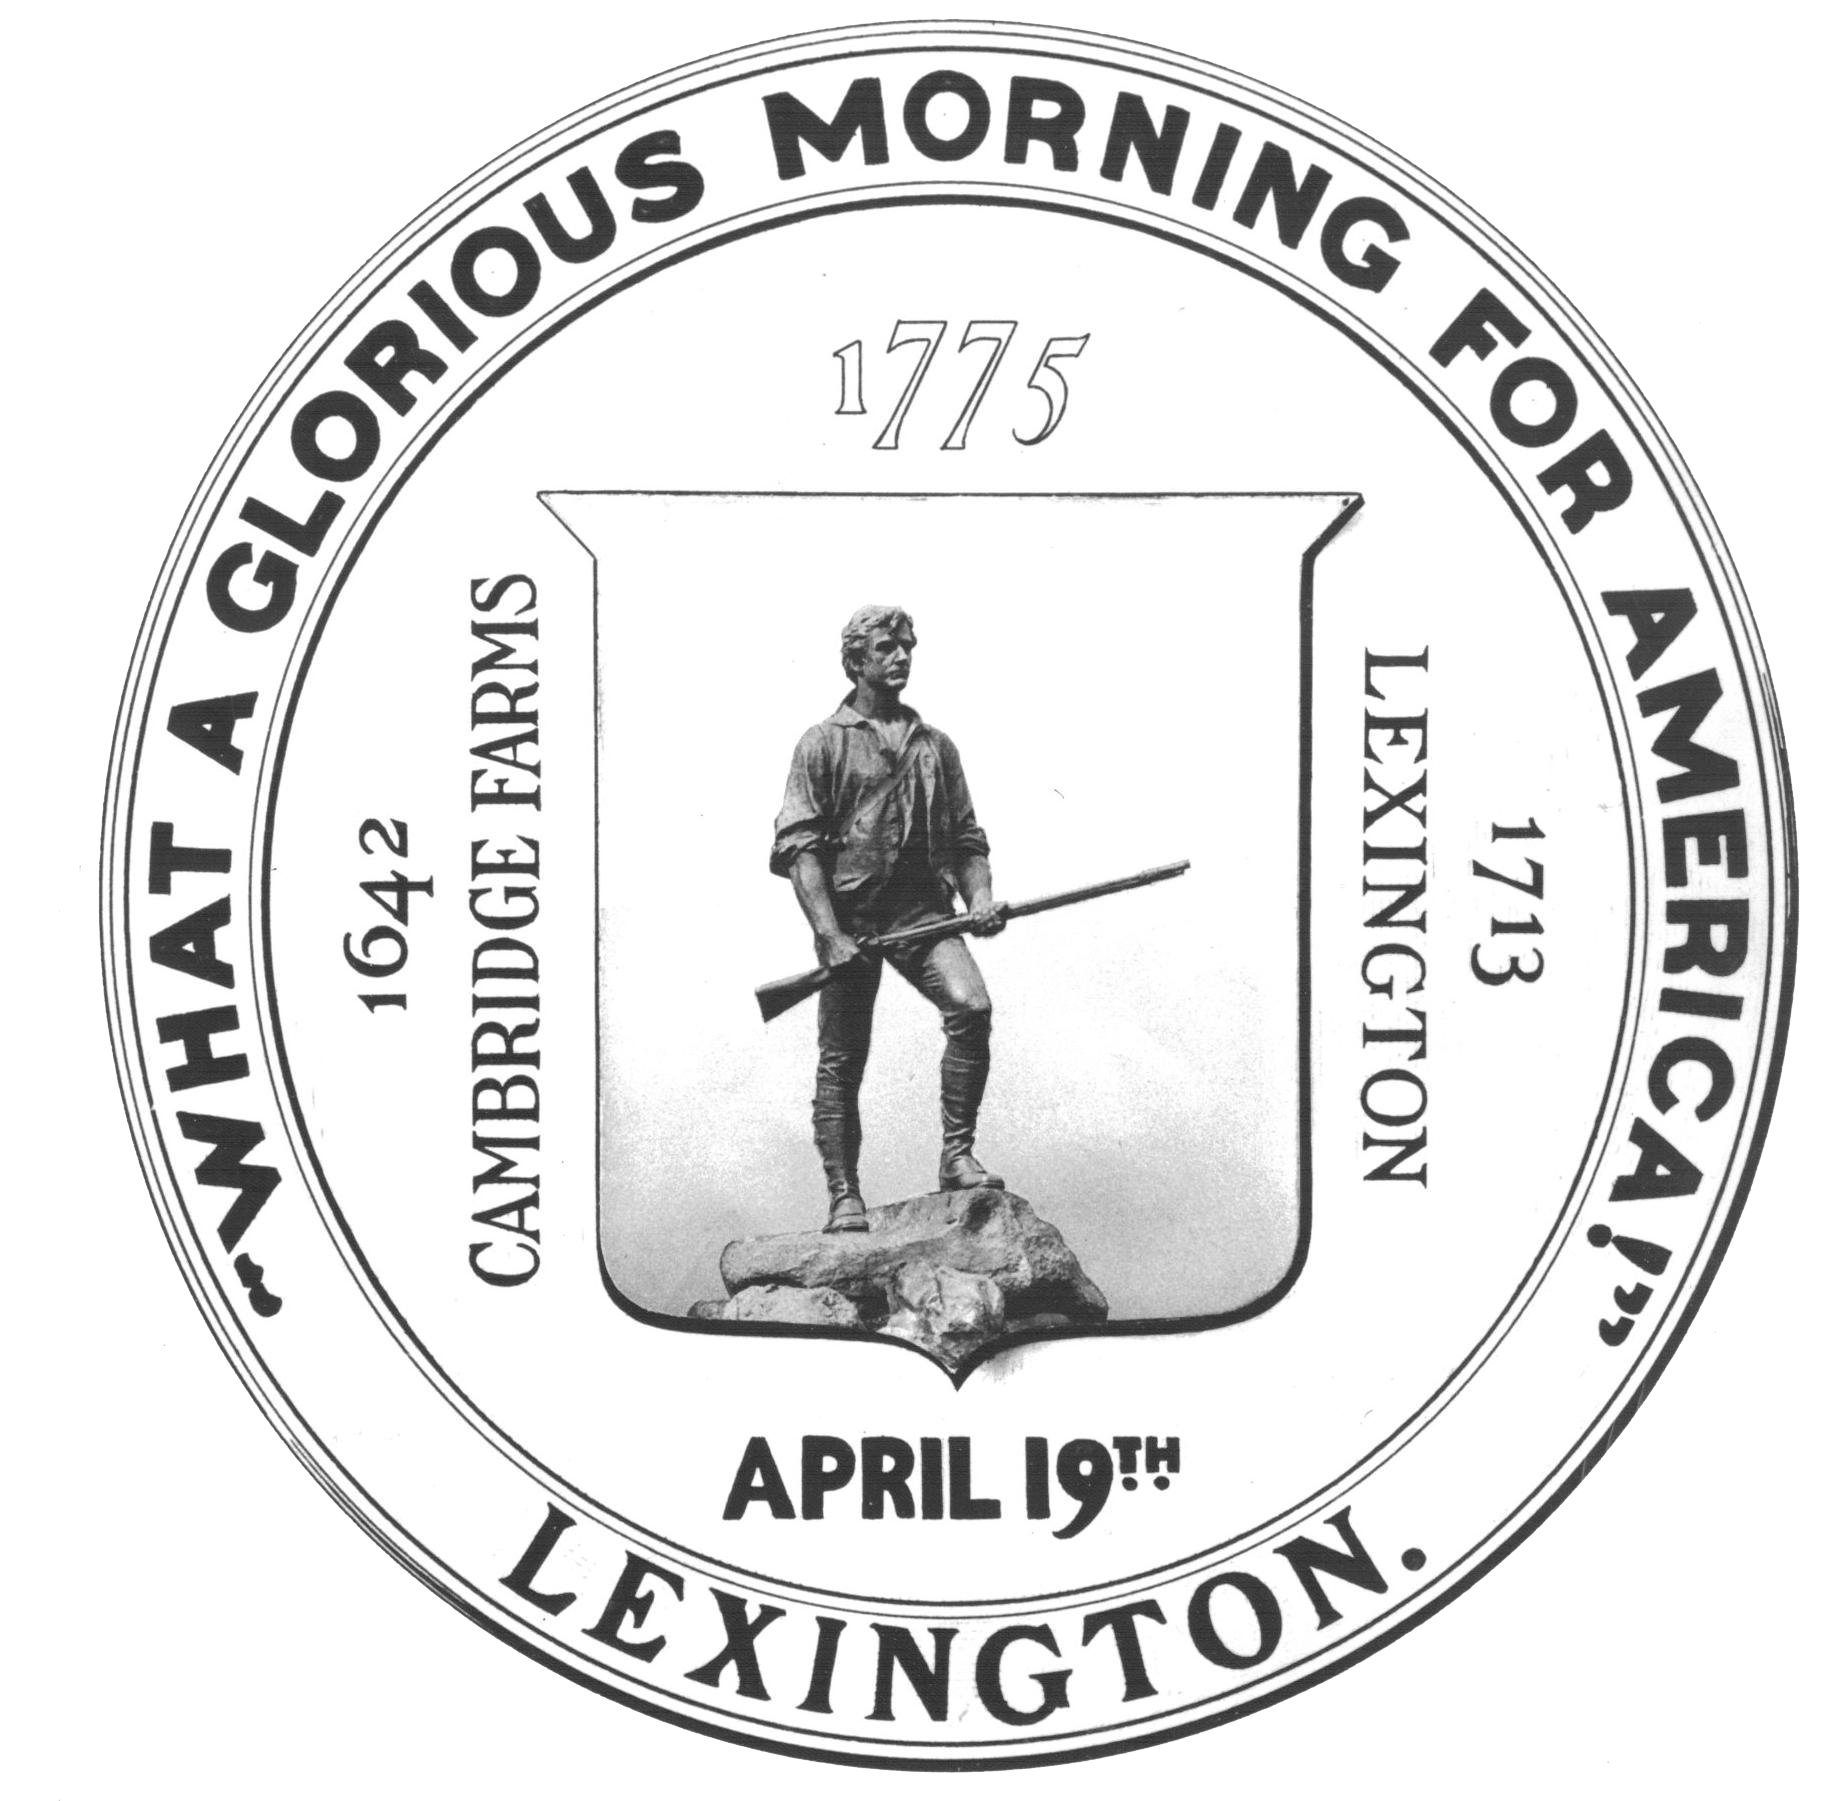 “WHAT A GLORIOUS MORNING FOR AMERICA!”
1775
1642
CAMBRIDGE FARMS
LEXINGTON
1713
APRIL 19TH
LEXINGTON.